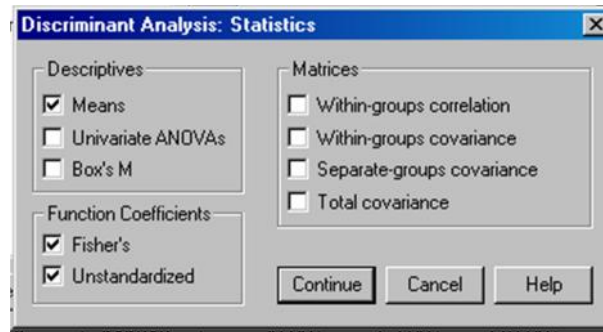 Discriminant Analysis: Statistics
Descriptives
Means
Univariate ANOVAs
Box's M
Function Coefficients
Fisher's
Unstandardized
Matrices
Within-groups correlation
Within-groups covariance
Separate-groups covariance
Total covariance
Continue
Cancel
Help